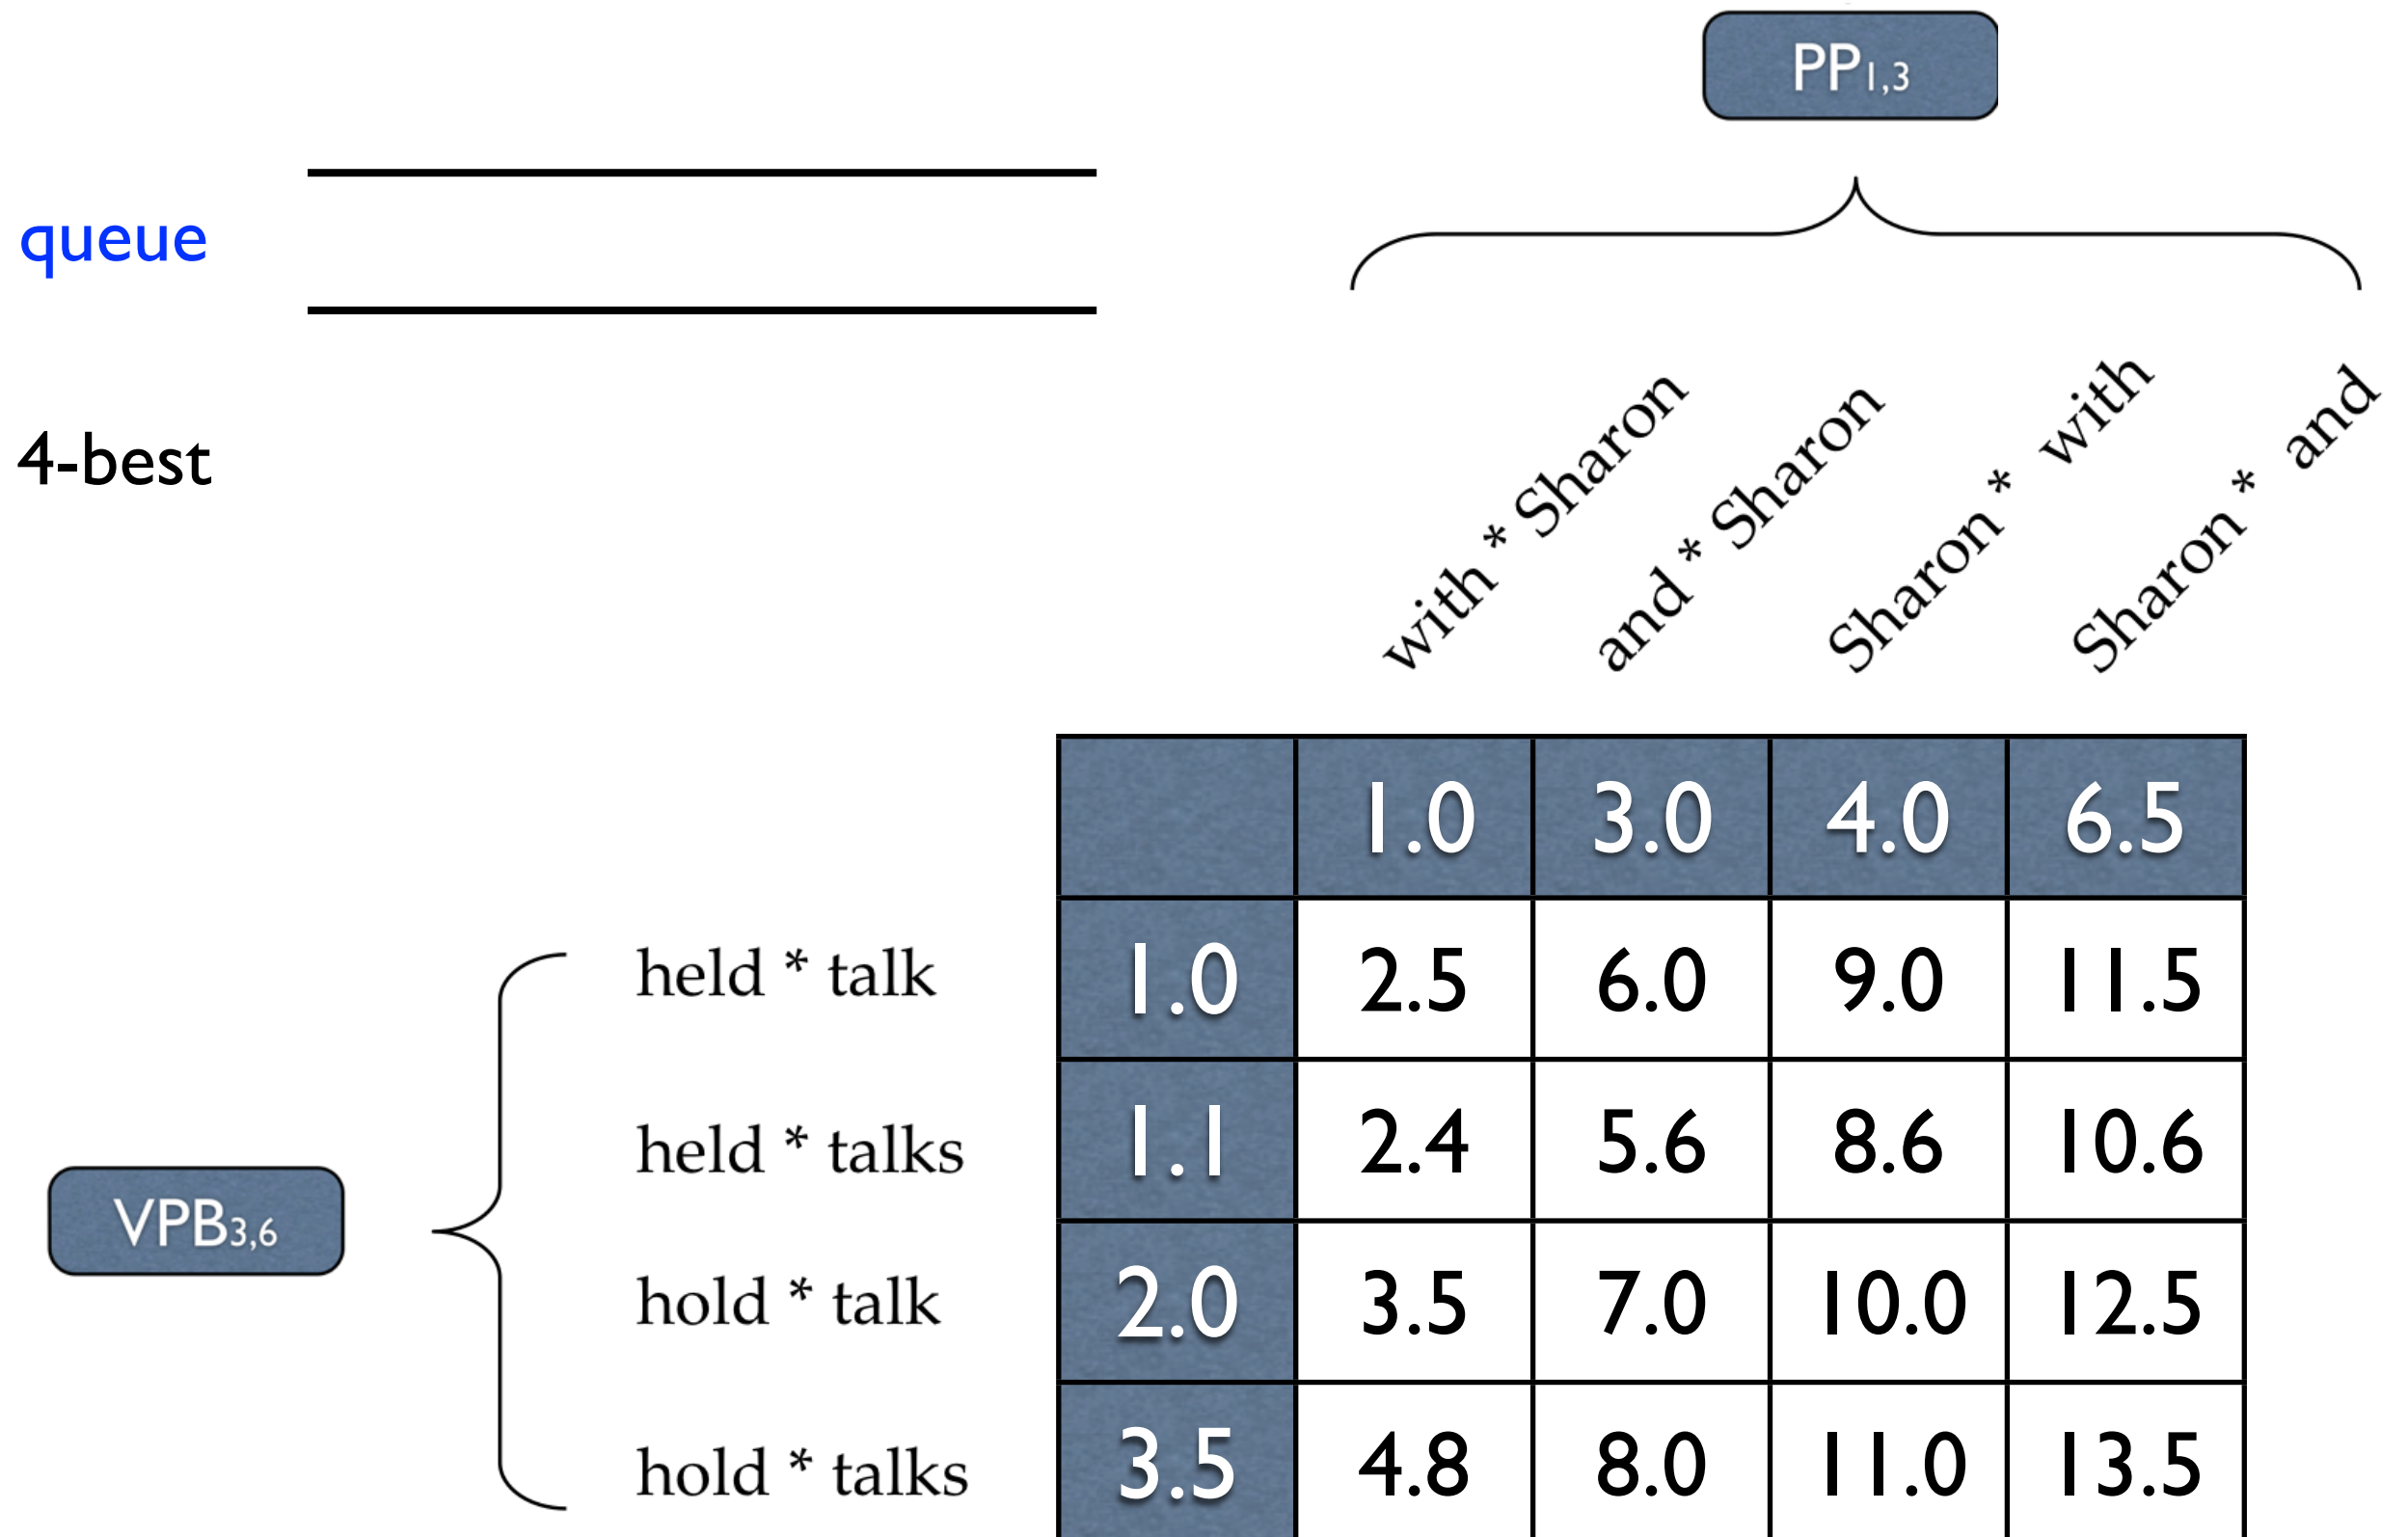 PP1,3
queue
4-best
with * Sharon
and * Sharon
Sharon * with
Sharon * and
1.0 3.0 4.0 6.5
held * talk 1.0 2.5 6.0 9.0 11.5
held * talks 1.1 2.4 5.6 8.6 10.6
VPB3,6
hold * talk 2.0 3.5 7.0 10.0 12.5
hold * talks 3.5 4.8 8.0 11.0 13.5